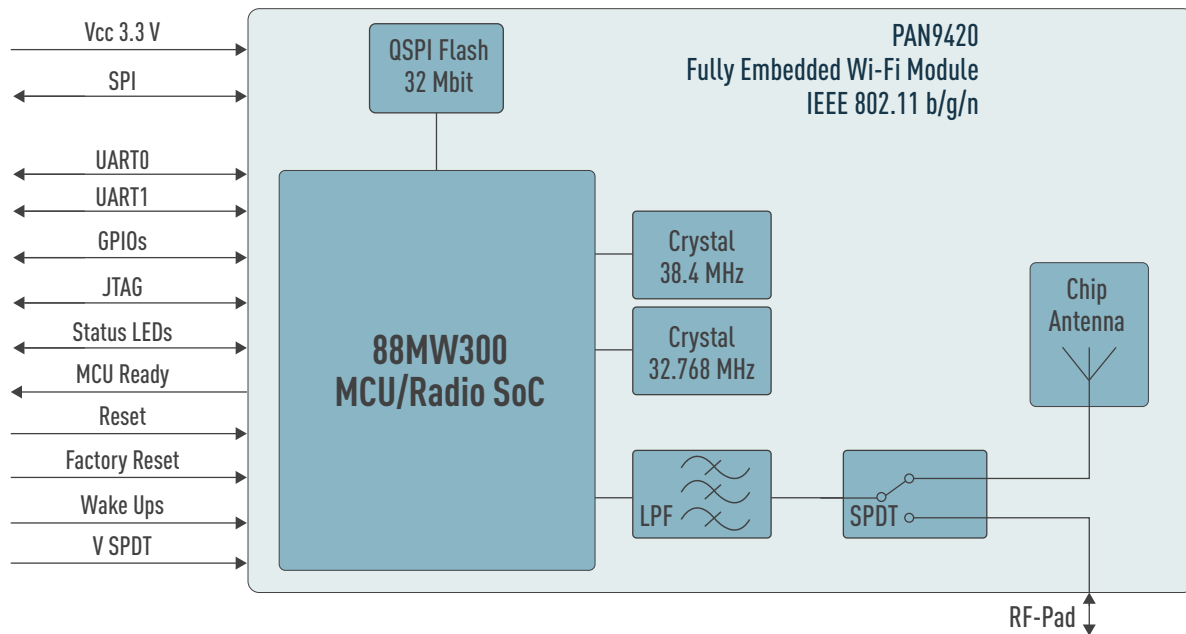 Vcc 3.3 V
SPI
UART0
UART1
GPIOs
JTAG
Status LEDs
MCU Ready
Reset
Factory Reset
Wake Ups
V SPDT
QSPI Flash
32 Mbit
PAN9420
Fully Embedded Wi-Fi Module
IEEE 802.11 b/g/n
88MW300
MCU/Radio SoC
Crystal
38.4 MHz
Crystal
32.768 MHz
LPF
SPDT
Chip
Antenna
RF-Pad